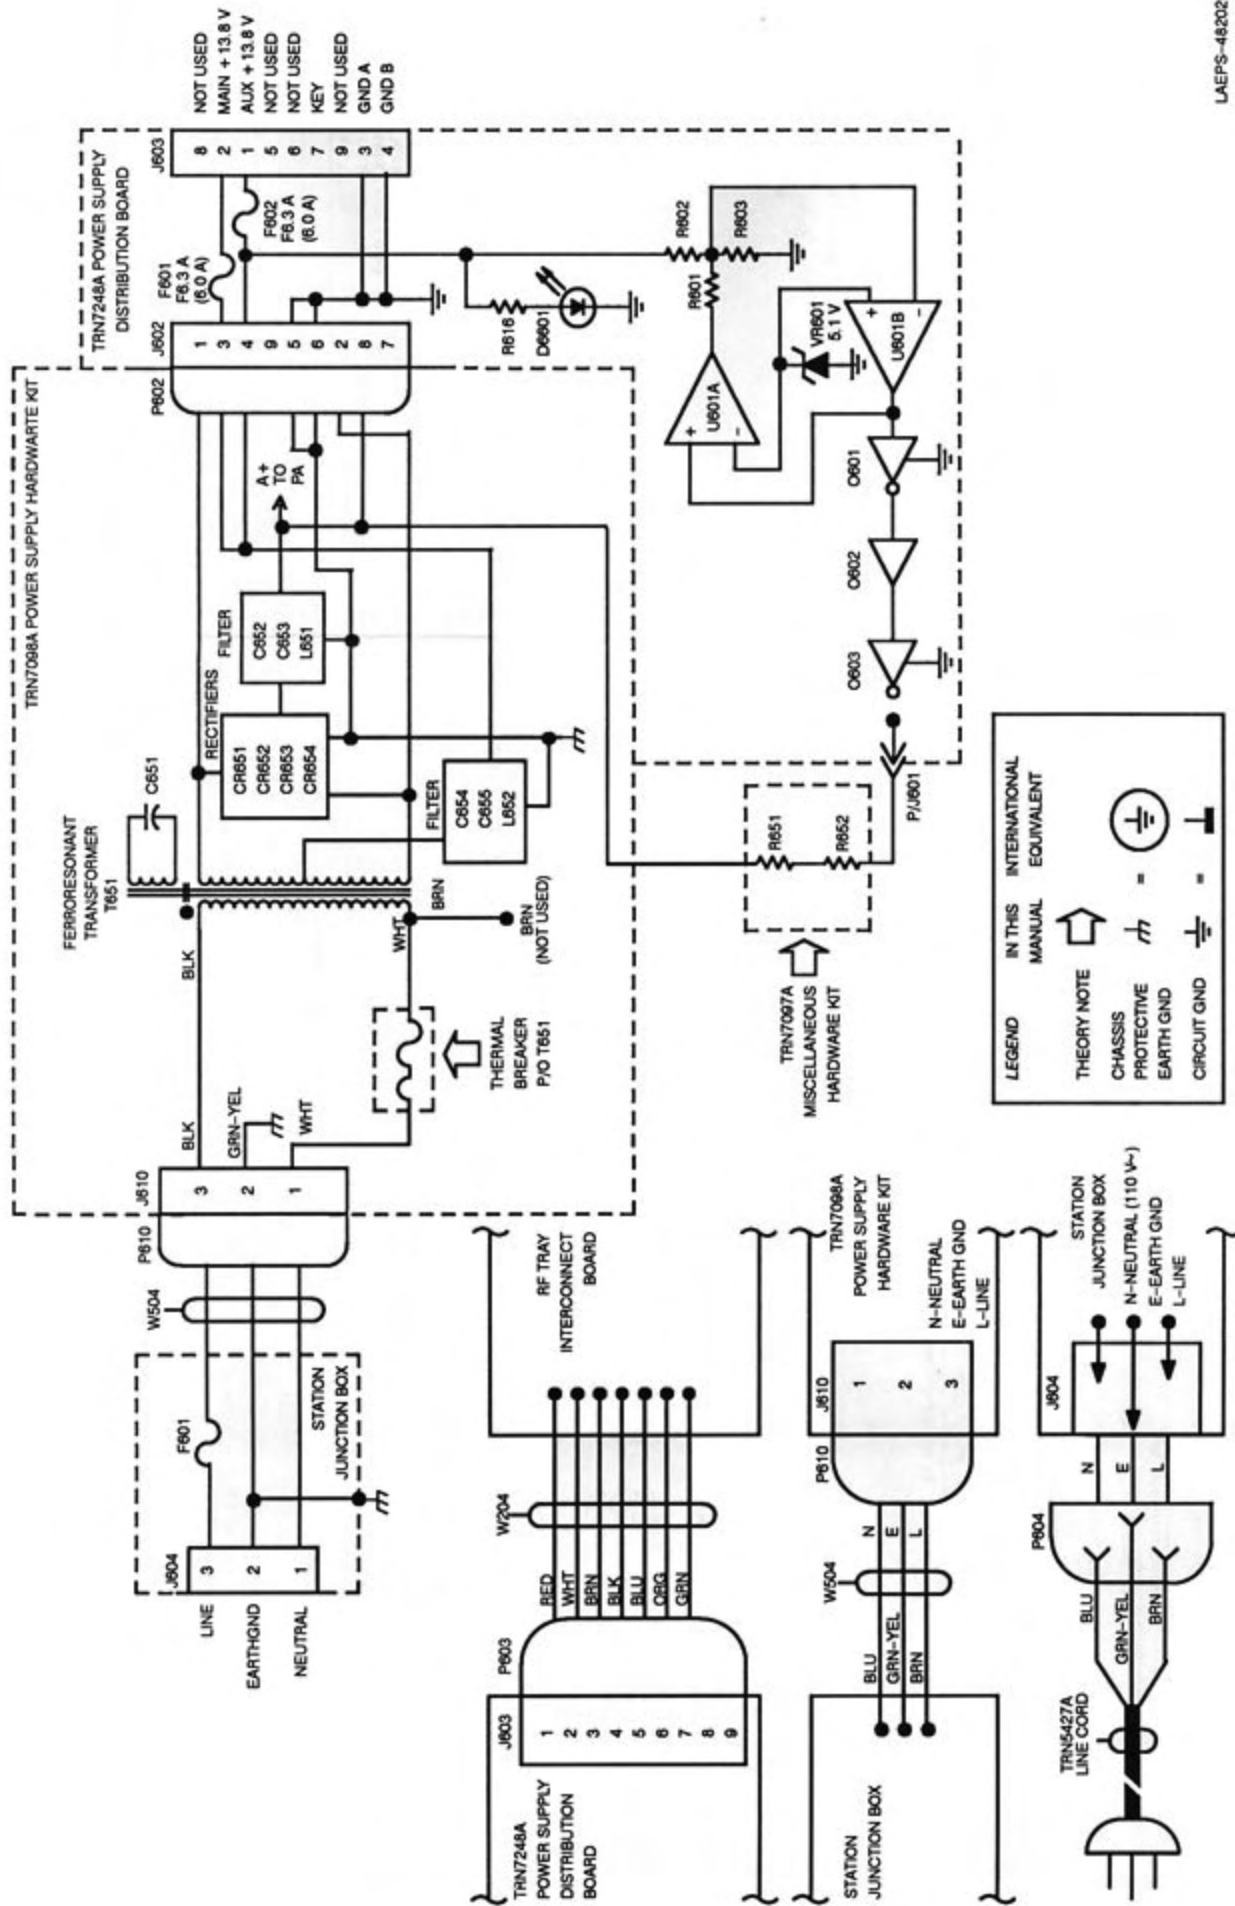 TRN7098A POWER SUPPLY HARDWARTE KIT
TRN7248A POWER SUPPLY
DISTRIBUTION BOARD
STATION
JUNCTION BOX
J604
LINE
3
EARTHGND
2
NEUTRAL
1
F601
W504
P610
J610
3
2
1
BLK
GRN-YEL
WHT
THERMAL
BREAKER
P/O T651
BLK
WHT
BRN
BRN
(NOT USED)
FERRORESONANT
TRANSFORMER
T651
C651
RECTIFIERS
CR651
CR652
CR653
CR654
FILTER
C652
C653
L651
FILTER
C654
C655
L652
A+
TO
PA
P602
J602
1
3
4
9
5
6
2
8
7
F601
F6.3 A
(6.0 A)
F602
F6.3 A
(6.0 A)
J603
8 NOT USED
2 MAIN + 13.8 V
1 AUX + 13.8 V
5 NOT USED
6 NOT USED
7 KEY
9 NOT USED
3 GND A
4 GND B
R616
D6601
R601
R602
R603
U601A
+
-
VR601
5.1 V
U601B
+
-
O601
O602
O603
P/J601
R651
R652
TRN7097A
MISCELLANEOUS
HARDWARE KIT
TRN7248A
POWER SUPPLY
DISTRIBUTION
BOARD
J603
1
2
3
4
5
6
7
8
9
P603
RED
WHT
BRN
BLK
BLU
ORG
GRN
W204
RF TRAY
INTERCONNECT
BOARD
STATION
JUNCTION BOX
BLU
GRN-YEL
BRN
W504
N
E
L
P610
J610
1
2
3
TRN7098A
POWER SUPPLY
HARDWARE KIT
N-NEUTRAL
E-EARTH GND
L-LINE
TRN5427A
LINE CORD
BLU
GRN-YEL
BRN
P604
N
E
L
J604
STATION
JUNCTION BOX
N-NEUTRAL (110 V~)
E-EARTH GND
L-LINE
LEGEND
IN THIS
MANUAL
INTERNATIONAL
EQUIVALENT
THEORY NOTE
CHASSIS
PROTECTIVE
EARTH GND
=
CIRCUIT GND
=
LAEPS-48202